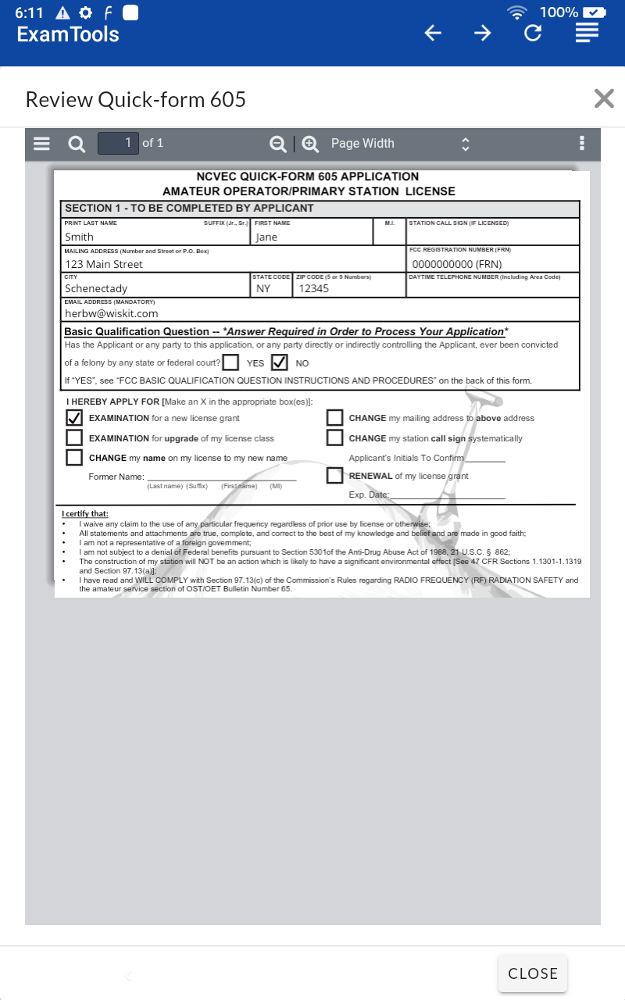 6:11
100%
ExamTools
Review Quick-form 605
1 of 1
Page Width
NCVEC QUICK-FORM 605 APPLICATION
AMATEUR OPERATOR/PRIMARY STATION LICENSE
SECTION 1 - TO BE COMPLETED BY APPLICANT
PRINT LAST NAME SUFFIX (Jr., Sr.) FIRST NAME M.I. STATION CALL SIGN (IF LICENSED)
Smith Jane
MAILING ADDRESS (Number and Street or P.O. Box) FCC REGISTRATION NUMBER (FRN)
123 Main Street 0000000000 (FRN)
CITY STATE CODE ZIP CODE (5 or 9 Numbers) DAYTIME TELEPHONE NUMBER (Including Area Code)
Schenectady NY 12345
EMAIL ADDRESS (MANDATORY)
herbw@wiskit.com
Basic Qualification Question -- *Answer Required in Order to Process Your Application*
Has the Applicant or any party to this application, or any party directly or indirectly controlling the Applicant, ever been convicted
of a felony by any state or federal court? YES NO
If "YES", see "FCC BASIC QUALIFICATION QUESTION INSTRUCTIONS AND PROCEDURES" on the back of this form.
I HEREBY APPLY FOR [Make an X in the appropriate box(es)]:
EXAMINATION for a new license grant CHANGE my mailing address to above address
EXAMINATION for upgrade of my license class CHANGE my station call sign systematically
CHANGE my name on my license to my new name Applicant's Initials To Confirm
Former Name: RENEWAL of my license grant
(Last name) (Suffix) (First name) (MI)
Exp. Date:
I certify that:
• I waive any claim to the use of any particular frequency regardless of prior use by license or otherwise;
• All statements and attachments are true, complete, and correct to the best of my knowledge and belief and are made in good faith;
• I am not a representative of a foreign government;
• I am not subject to a denial of Federal benefits pursuant to Section 5301of the Anti-Drug Abuse Act of 1988, 21 U.S.C. § 862;
• The construction of my station will NOT be an action which is likely to have a significant environmental effect [See 47 CFR Sections 1.1301-1.1319
and Section 97.13(a)];
• I have read and WILL COMPLY with Section 97.13(c) of the Commission's Rules regarding RADIO FREQUENCY (RF) RADIATION SAFETY and
the amateur service section of OST/OET Bulletin Number 65.
CLOSE